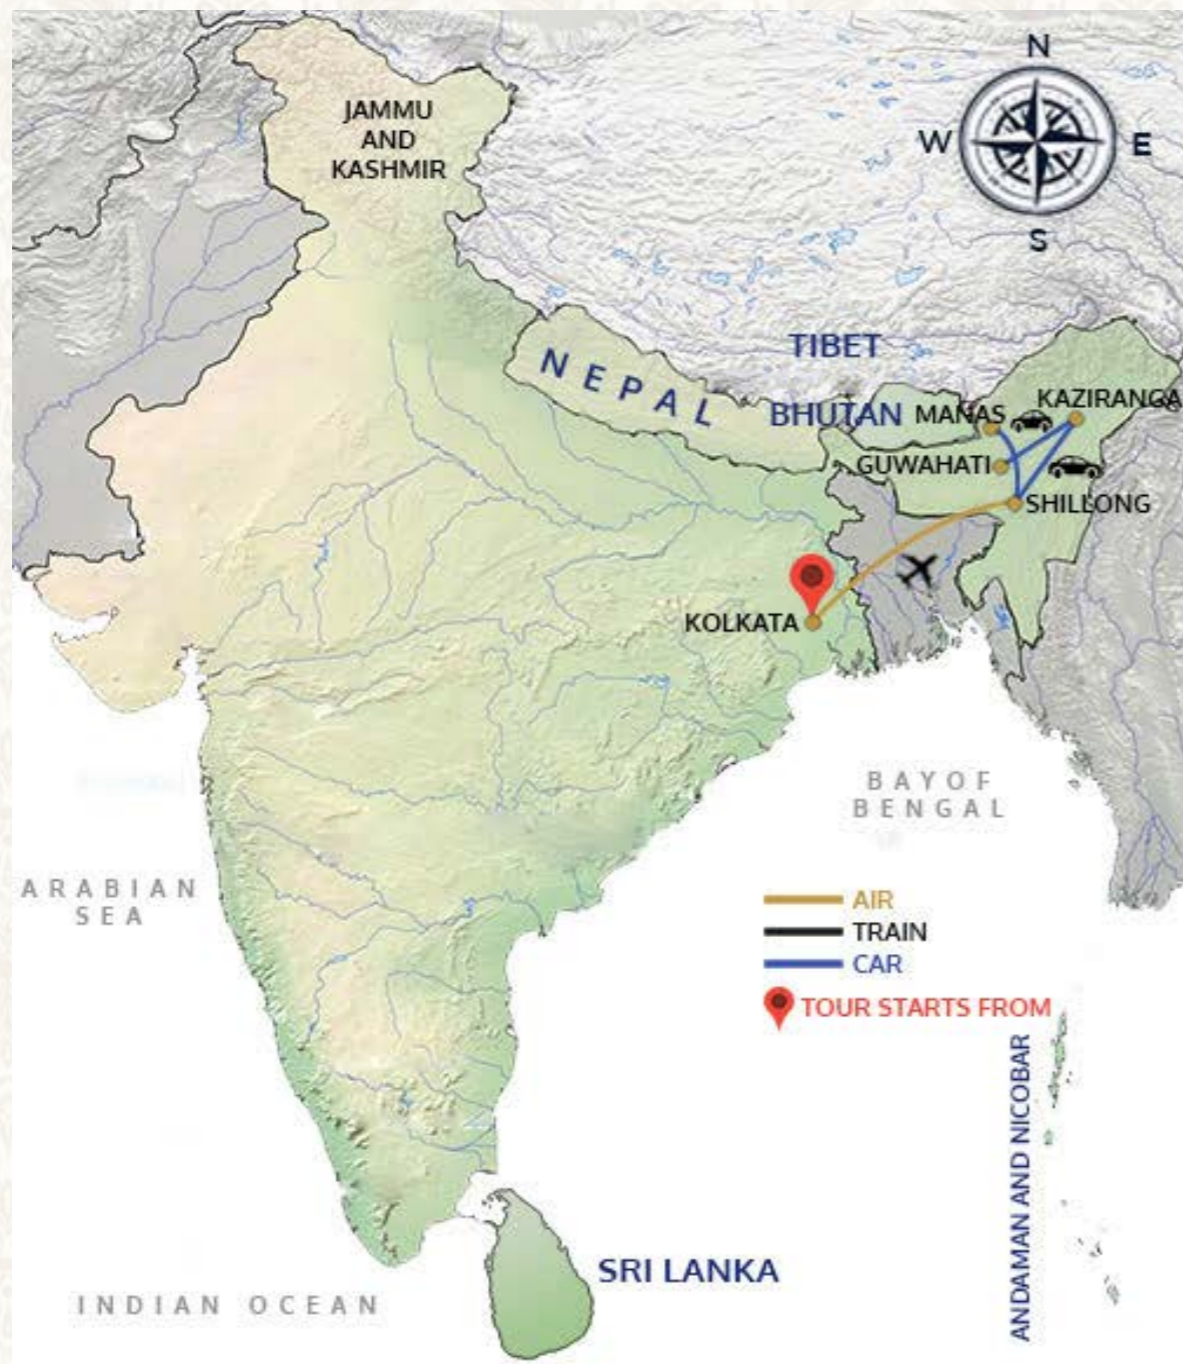 N
W
E
S
JAMMU
AND
KASHMIR
NEPAL
TIBET
BHUTAN
MANAS
KAZIRANGA
GUWAHATI
SHILLONG
KOLKATA
BAY OF
BENGAL
ARABIAN
SEA
AIR
TRAIN
CAR
TOUR STARTS FROM
ANDAMAN AND NICOBAR
SRI LANKA
INDIAN OCEAN